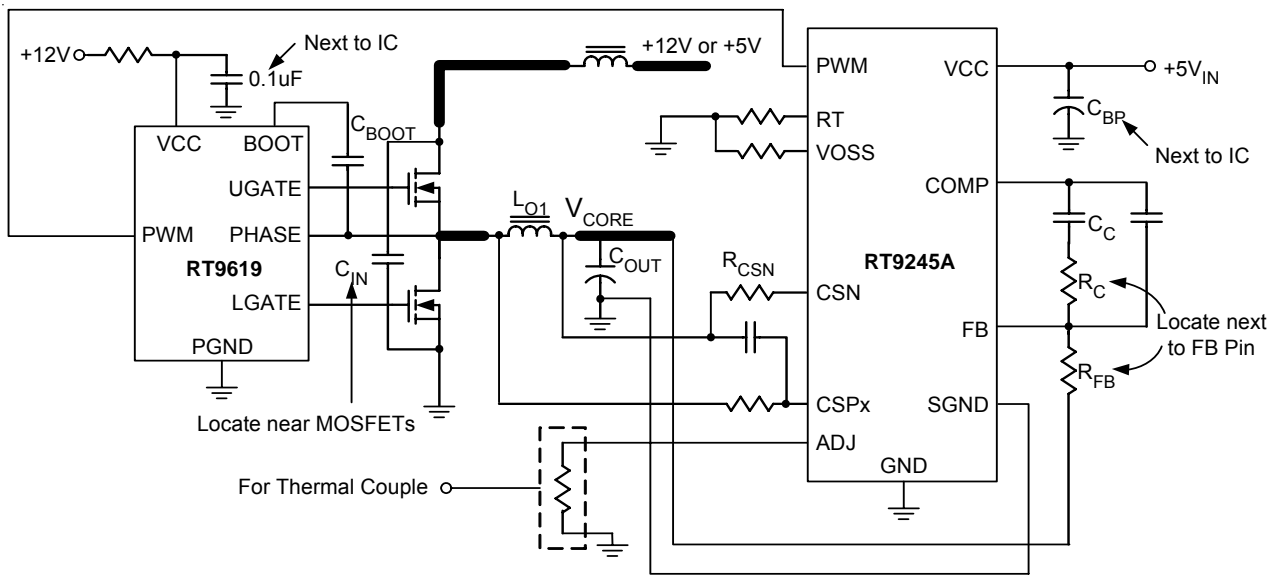 +12V
Next to IC
0.1uF
+12V or +5V
PWM
VCC
+5VIN
VCC
BOOT
CBOOT
RT
CBP
VOSS
Next to IC
UGATE
COMP
LO1
VCORE
CC
PWM
PHASE
RT9619
CIN
COUT
RCSN
RT9245A
RC
LGATE
CSN
FB
Locate next
to FB Pin
PGND
RFB
Locate near MOSFETs
CSPx
SGND
ADJ
GND
For Thermal Couple